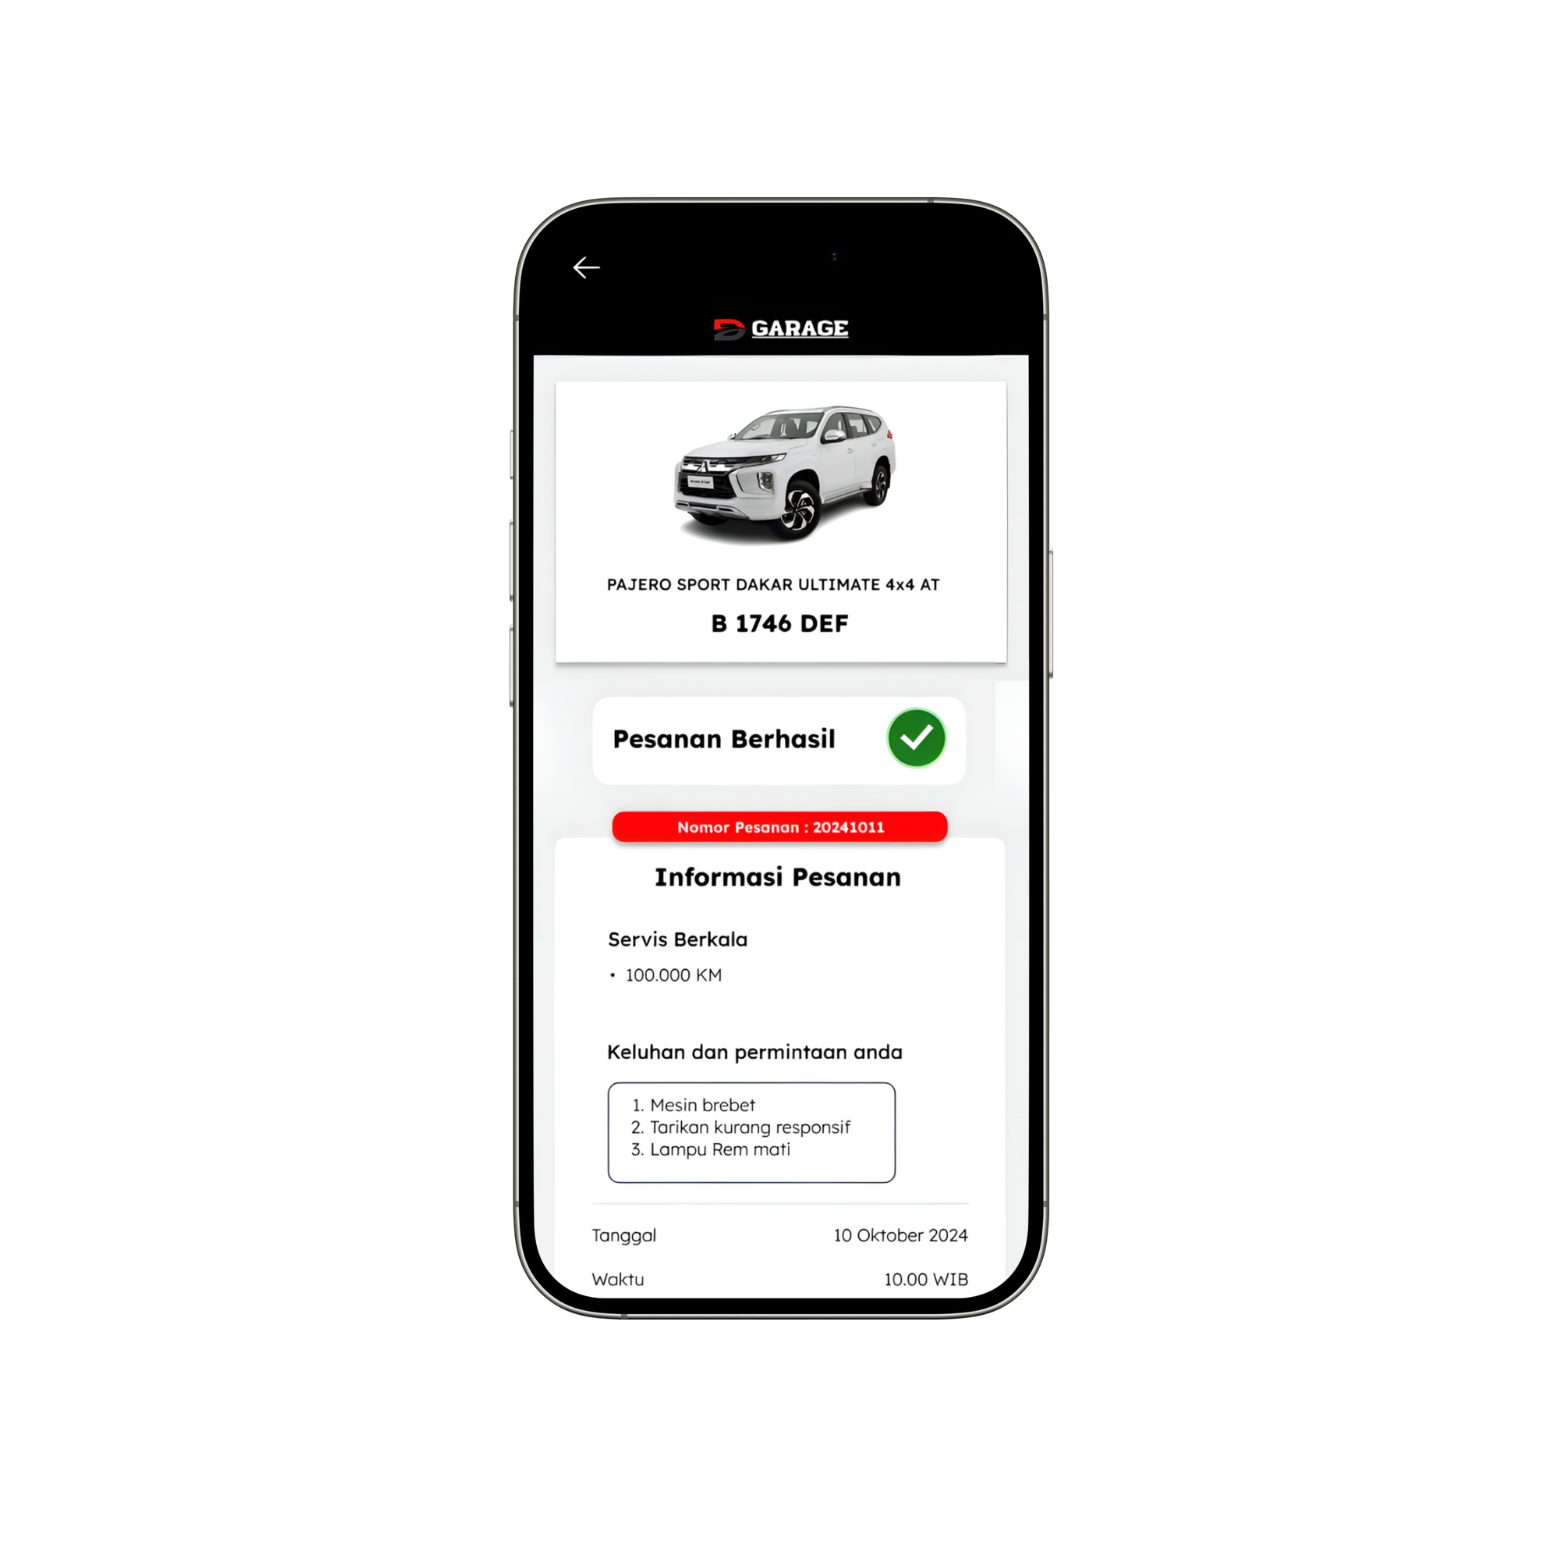 GARAGE
PAJERO SPORT DAKAR ULTIMATE 4x4 AT
B 1746 DEF
Pesanan Berhasil
Nomor Pesanan : 20241011
Informasi Pesanan
Servis Berkala
• 100.000 KM
Keluhan dan permintaan anda
1. Mesin brebet
2. Tarikan kurang responsif
3. Lampu Rem mati
Tanggal 10 Oktober 2024
Waktu 10.00 WIB